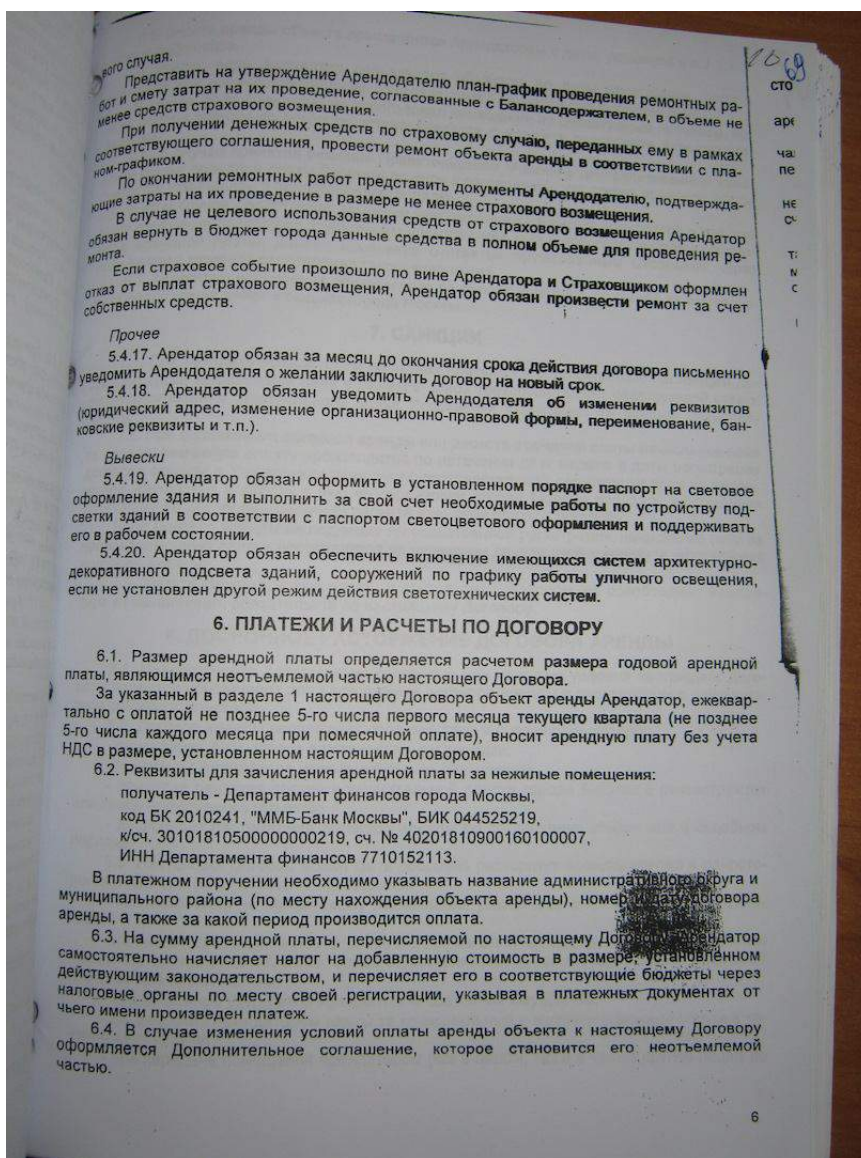 вого случая.
Представить на утверждение Арендодателю план-график проведения ремонтных ра-
бот и смету затрат на их проведение, согласованные с Балансодержателем, в объеме не
менее средств страхового возмещения.
При получении денежных средств по страховому случаю, переданных ему в рамках
соответствующего соглашения, провести ремонт объекта аренды в соответствиии с пла-
ном-графиком.
По окончании ремонтных работ представить документы Арендодателю, подтвержда-
ющие затраты на их проведение в размере не менее страхового возмещения.
В случае не целевого использования средств от страхового возмещения Арендатор
обязан вернуть в бюджет города данные средства в полном объеме для проведения ре-
монта.
Если страховое событие произошло по вине Арендатора и Страховщиком оформлен
отказ от выплат страхового возмещения, Арендатор обязан произвести ремонт за счет
собственных средств.
Прочее
5.4.17. Арендатор обязан за месяц до окончания срока действия договора письменно
уведомить Арендодателя о желании заключить договор на новый срок.
5.4.18. Арендатор обязан уведомить Арендодателя об изменении реквизитов
(юридический адрес, изменение организационно-правовой формы, переименование, бан-
ковские реквизиты и т.п.).
Вывески
5.4.19. Арендатор обязан оформить в установленном порядке паспорт на световое
оформление здания и выполнить за свой счет необходимые работы по устройству под-
светки зданий в соответствии с паспортом светоцветового оформления и поддерживать
его в рабочем состоянии.
5.4.20. Арендатор обязан обеспечить включение имеющихся систем архитектурно-
декоративного подсвета зданий, сооружений по графику работы уличного освещения,
если не установлен другой режим действия светотехнических систем.
6. ПЛАТЕЖИ И РАСЧЕТЫ ПО ДОГОВОРУ
6.1. Размер арендной платы определяется расчетом размера годовой арендной
платы, являющимся неотъемлемой частью настоящего Договора.
За указанный в разделе 1 настоящего Договора объект аренды Арендатор, ежеквар-
тально с оплатой не позднее 5-го числа первого месяца текущего квартала (не позднее
5-го числа каждого месяца при помесячной оплате), вносит арендную плату без учета
НДС в размере, установленном настоящим Договором.
6.2. Реквизиты для зачисления арендной платы за нежилые помещения:
получатель - Департамент финансов города Москвы,
код БК 2010241, "ММБ-Банк Москвы", БИК 044525219,
к/сч. 30101810500000000219, сч. № 40201810900160100007,
ИНН Департамента финансов 7710152113.
В платежном поручении необходимо указывать название административного округа и
муниципального района (по месту нахождения объекта аренды), номер и дату договора
аренды, а также за какой период производится оплата.
6.3. На сумму арендной платы, перечисляемой по настоящему Договору, Арендатор
самостоятельно начисляет налог на добавленную стоимость в размере, установленном
действующим законодательством, и перечисляет его в соответствующие бюджеты через
налоговые органы по месту своей регистрации, указывая в платежных документах от
чьего имени произведен платеж.
6.4. В случае изменения условий оплаты аренды объекта к настоящему Договору
оформляется Дополнительное соглашение, которое становится его неотъемлемой
частью.
6
69